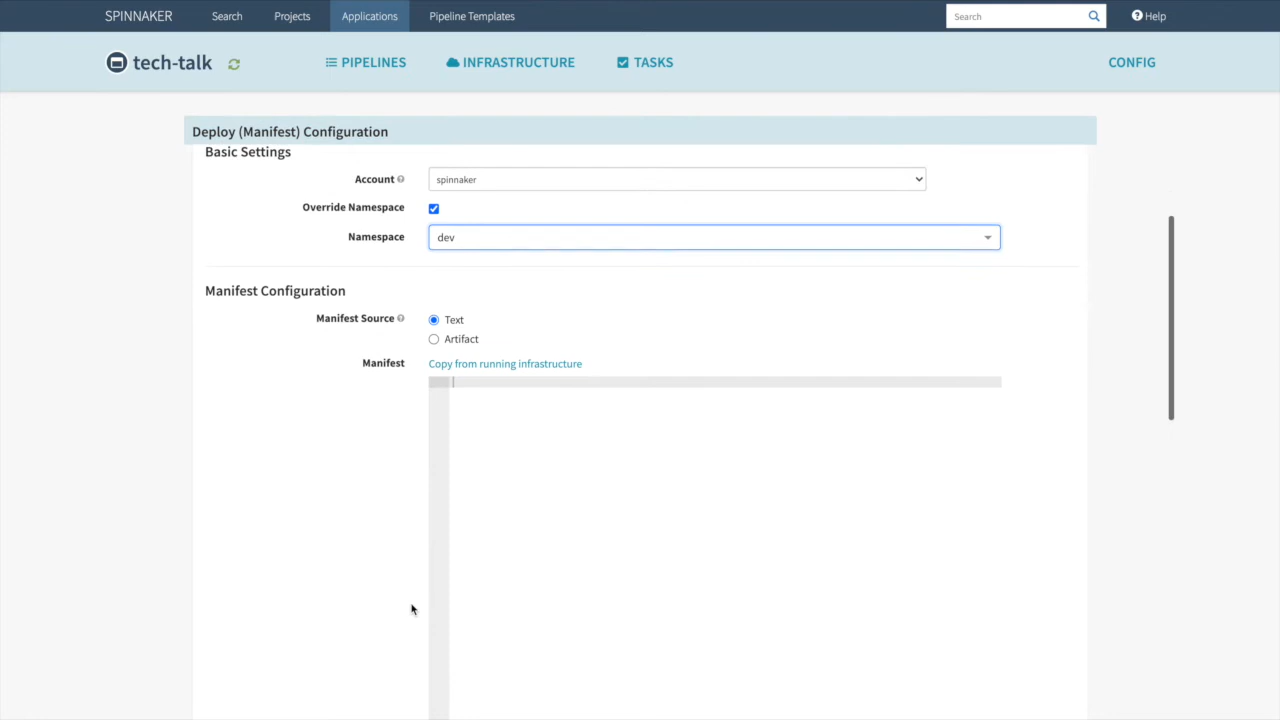 SPINNAKER Search Projects Applications Pipeline Templates Search Help
tech-talk PIPELINES INFRASTRUCTURE TASKS CONFIG
Deploy (Manifest) Configuration
Basic Settings
Account spinnaker
Override Namespace
Namespace dev
Manifest Configuration
Manifest Source Text
Artifact
Manifest Copy from running infrastructure